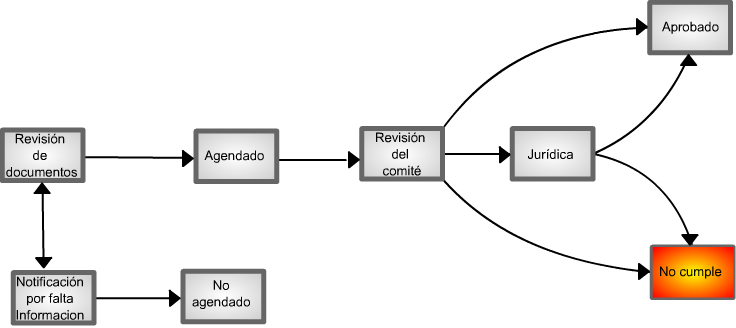 Aprobado
Revisión
de
documentos
Agendado
Revisión
del
comité
Jurídica
No cumple
Notificación
por falta
Informacion
No
agendado